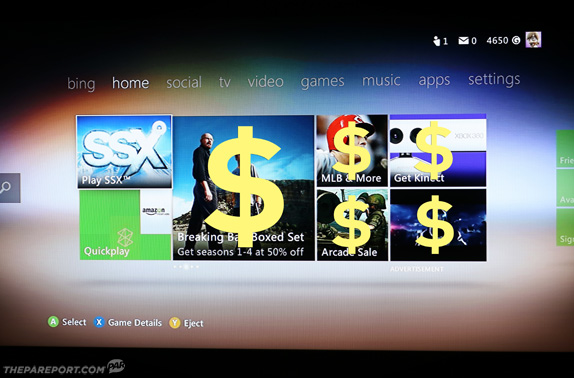 1 0 4650 G
bing home social tv video games music apps settings
SSX
Play SSX™
amazon
Quickplay
$
Breaking Ba Boxed Set
Get seasons 1-4 at 50% off
$
MLB & More
$
XBOX 360
Get Kinect
$
Arcade Sale
$
ADVERTISEMENT
Frie
Ava
Sig
A Select X Game Details Y Eject
THEPAREPORT.COM PAR